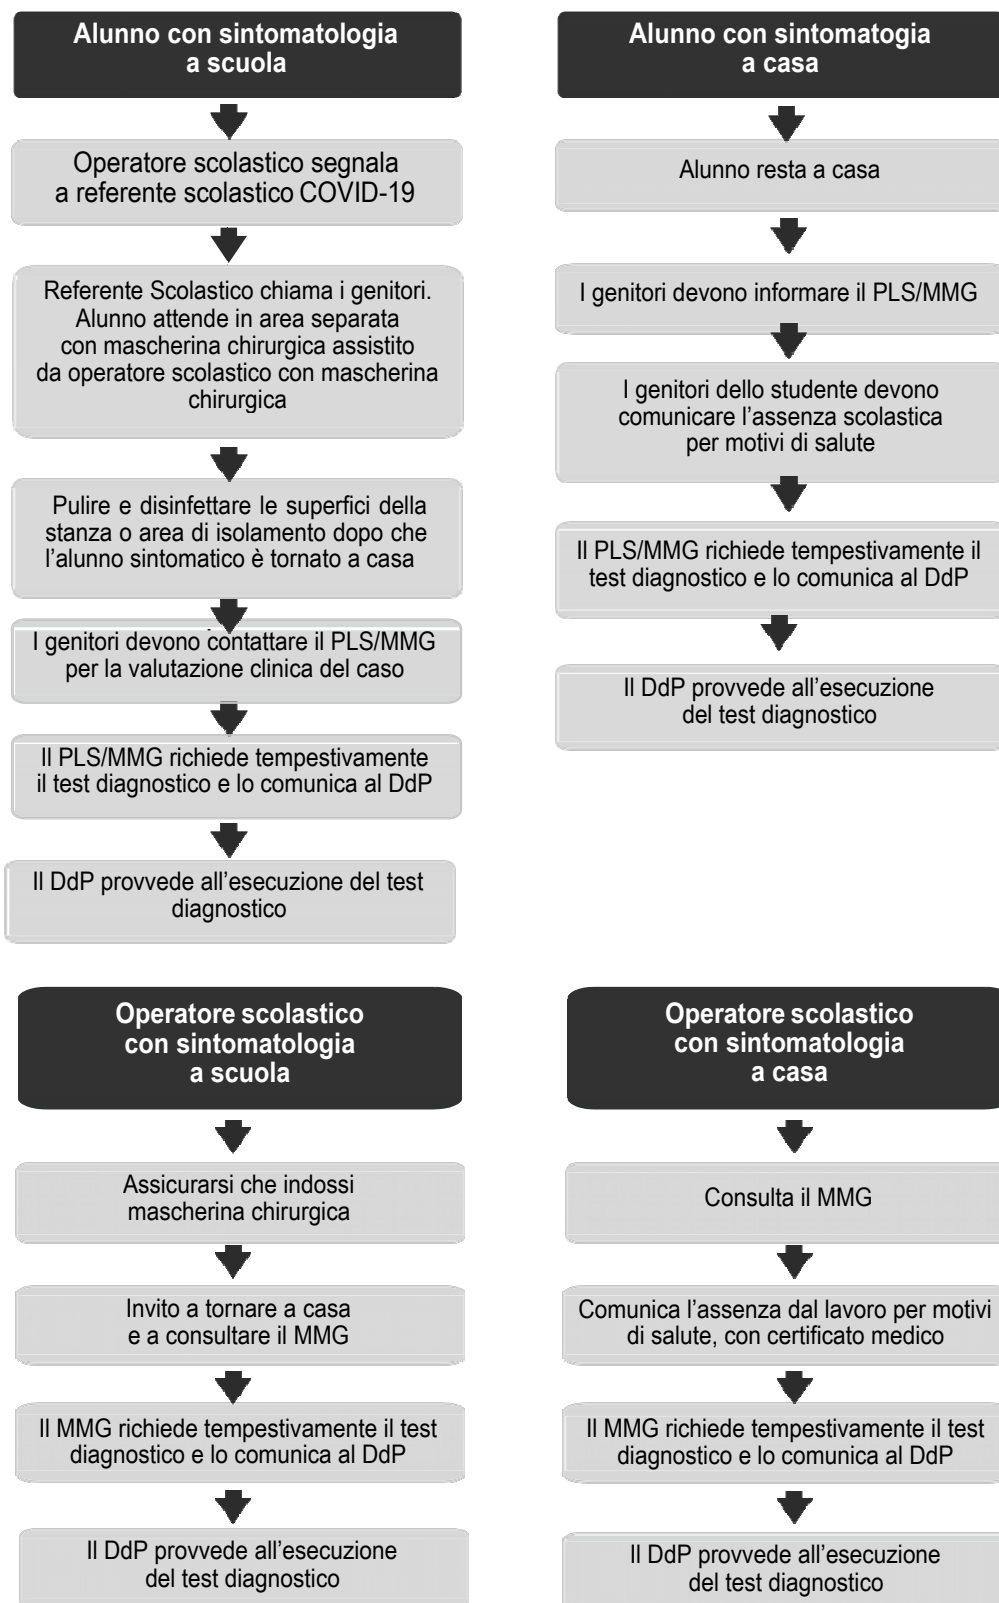 Alunno con sintomatologia
a scuola
Operatore scolastico segnala
a referente scolastico COVID-19
Referente Scolastico chiama i genitori.
Alunno attende in area separata
con mascherina chirurgica assistito
da operatore scolastico con mascherina
chirurgica
Pulire e disinfettare le superfici della
stanza o area di isolamento dopo che
l’alunno sintomatico è tornato a casa
I genitori devono contattare il PLS/MMG
per la valutazione clinica del caso
Il PLS/MMG richiede tempestivamente
il test diagnostico e lo comunica al DdP
Il DdP provvede all’esecuzione del test
diagnostico
Alunno con sintomatogia
a casa
Alunno resta a casa
I genitori devono informare il PLS/MMG
I genitori dello studente devono
comunicare l’assenza scolastica
per motivi di salute
Il PLS/MMG richiede tempestivamente il
test diagnostico e lo comunica al DdP
Il DdP provvede all’esecuzione
del test diagnostico
Operatore scolastico
con sintomatologia
a scuola
Assicurarsi che indossi
mascherina chirurgica
Invito a tornare a casa
e a consultare il MMG
Il MMG richiede tempestivamente il test
diagnostico e lo comunica al DdP
Il DdP provvede all’esecuzione
del test diagnostico
Operatore scolastico
con sintomatologia
a casa
Consulta il MMG
Comunica l’assenza dal lavoro per motivi
di salute, con certificato medico
Il MMG richiede tempestivamente il test
diagnostico e lo comunica al DdP
Il DdP provvede all’esecuzione
del test diagnostico